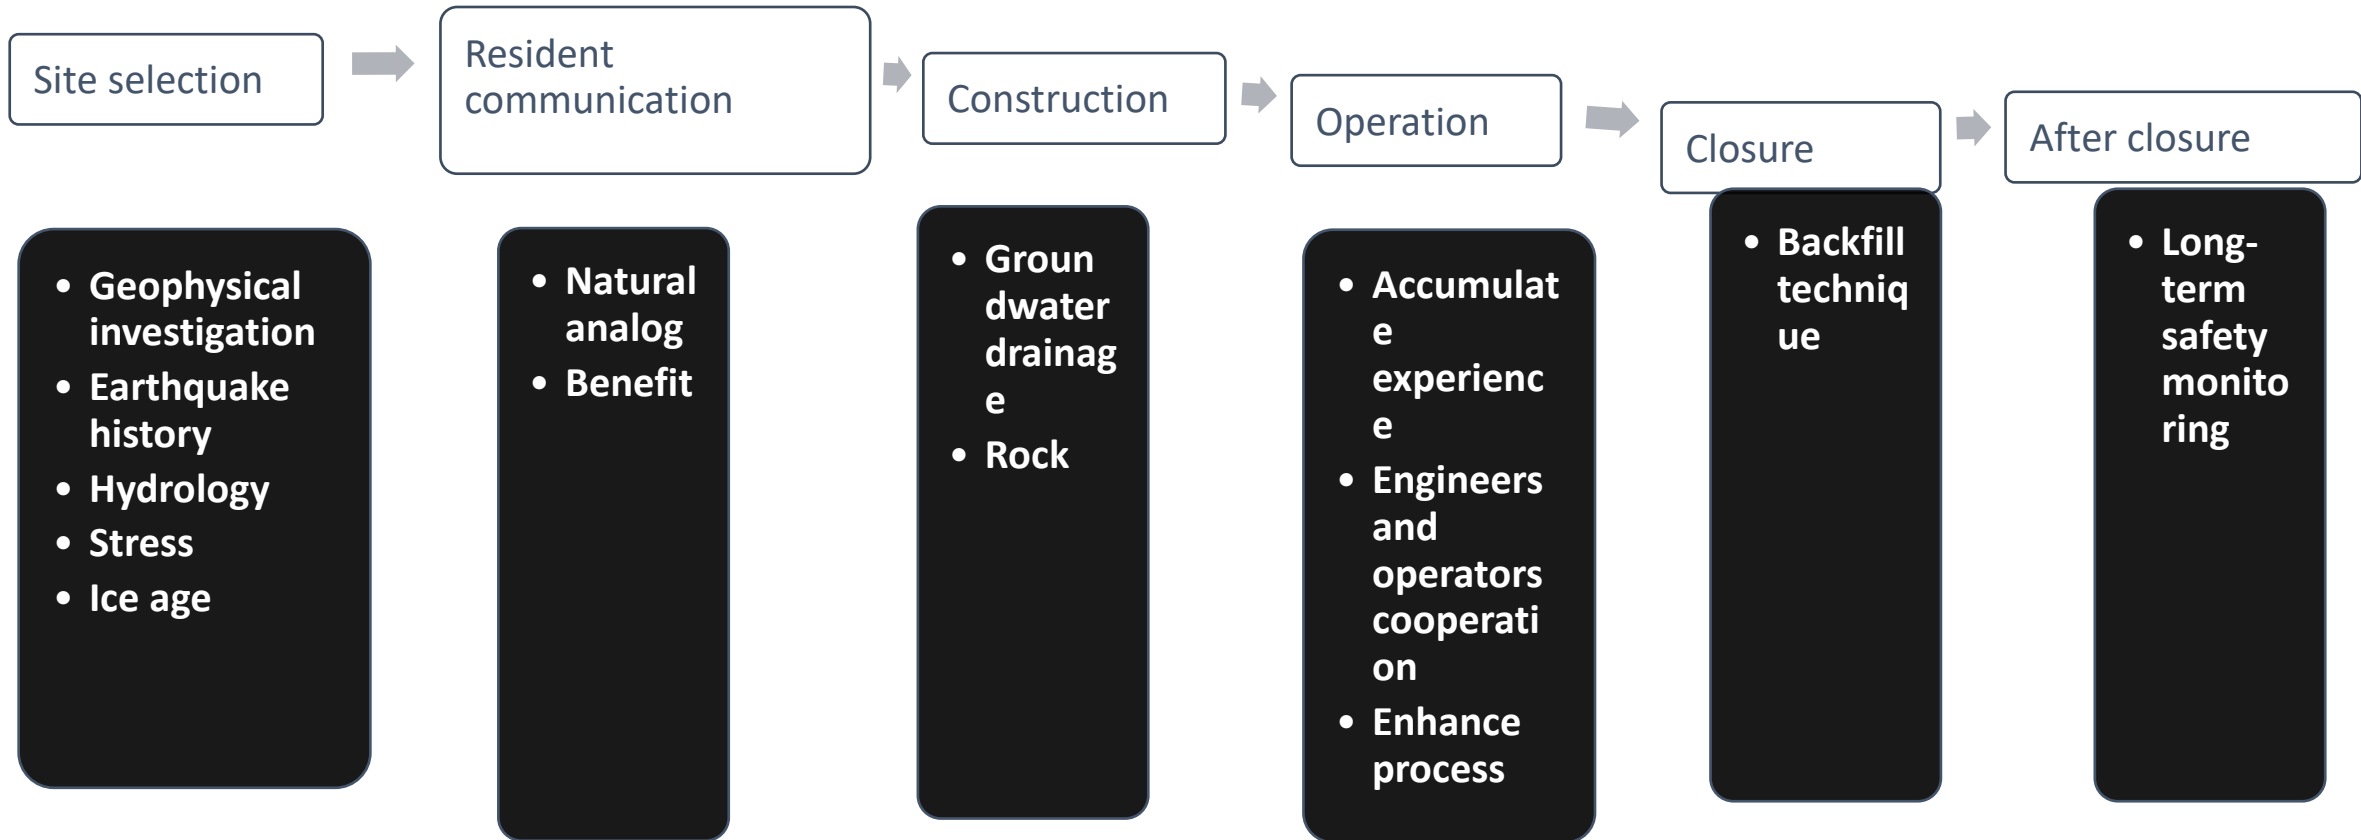 Site selection
Resident
communication
Construction
Operation
Closure
After closure
• Geophysical
investigation
• Earthquake
history
• Hydrology
• Stress
• Ice age
• Natural
analog
• Benefit
• Groun
dwater
drainag
e
• Rock
• Accumulat
e
experienc
e
• Engineers
and
operators
cooperati
on
• Enhance
process
• Backfill
techniq
ue
• Long-
term
safety
monito
ring